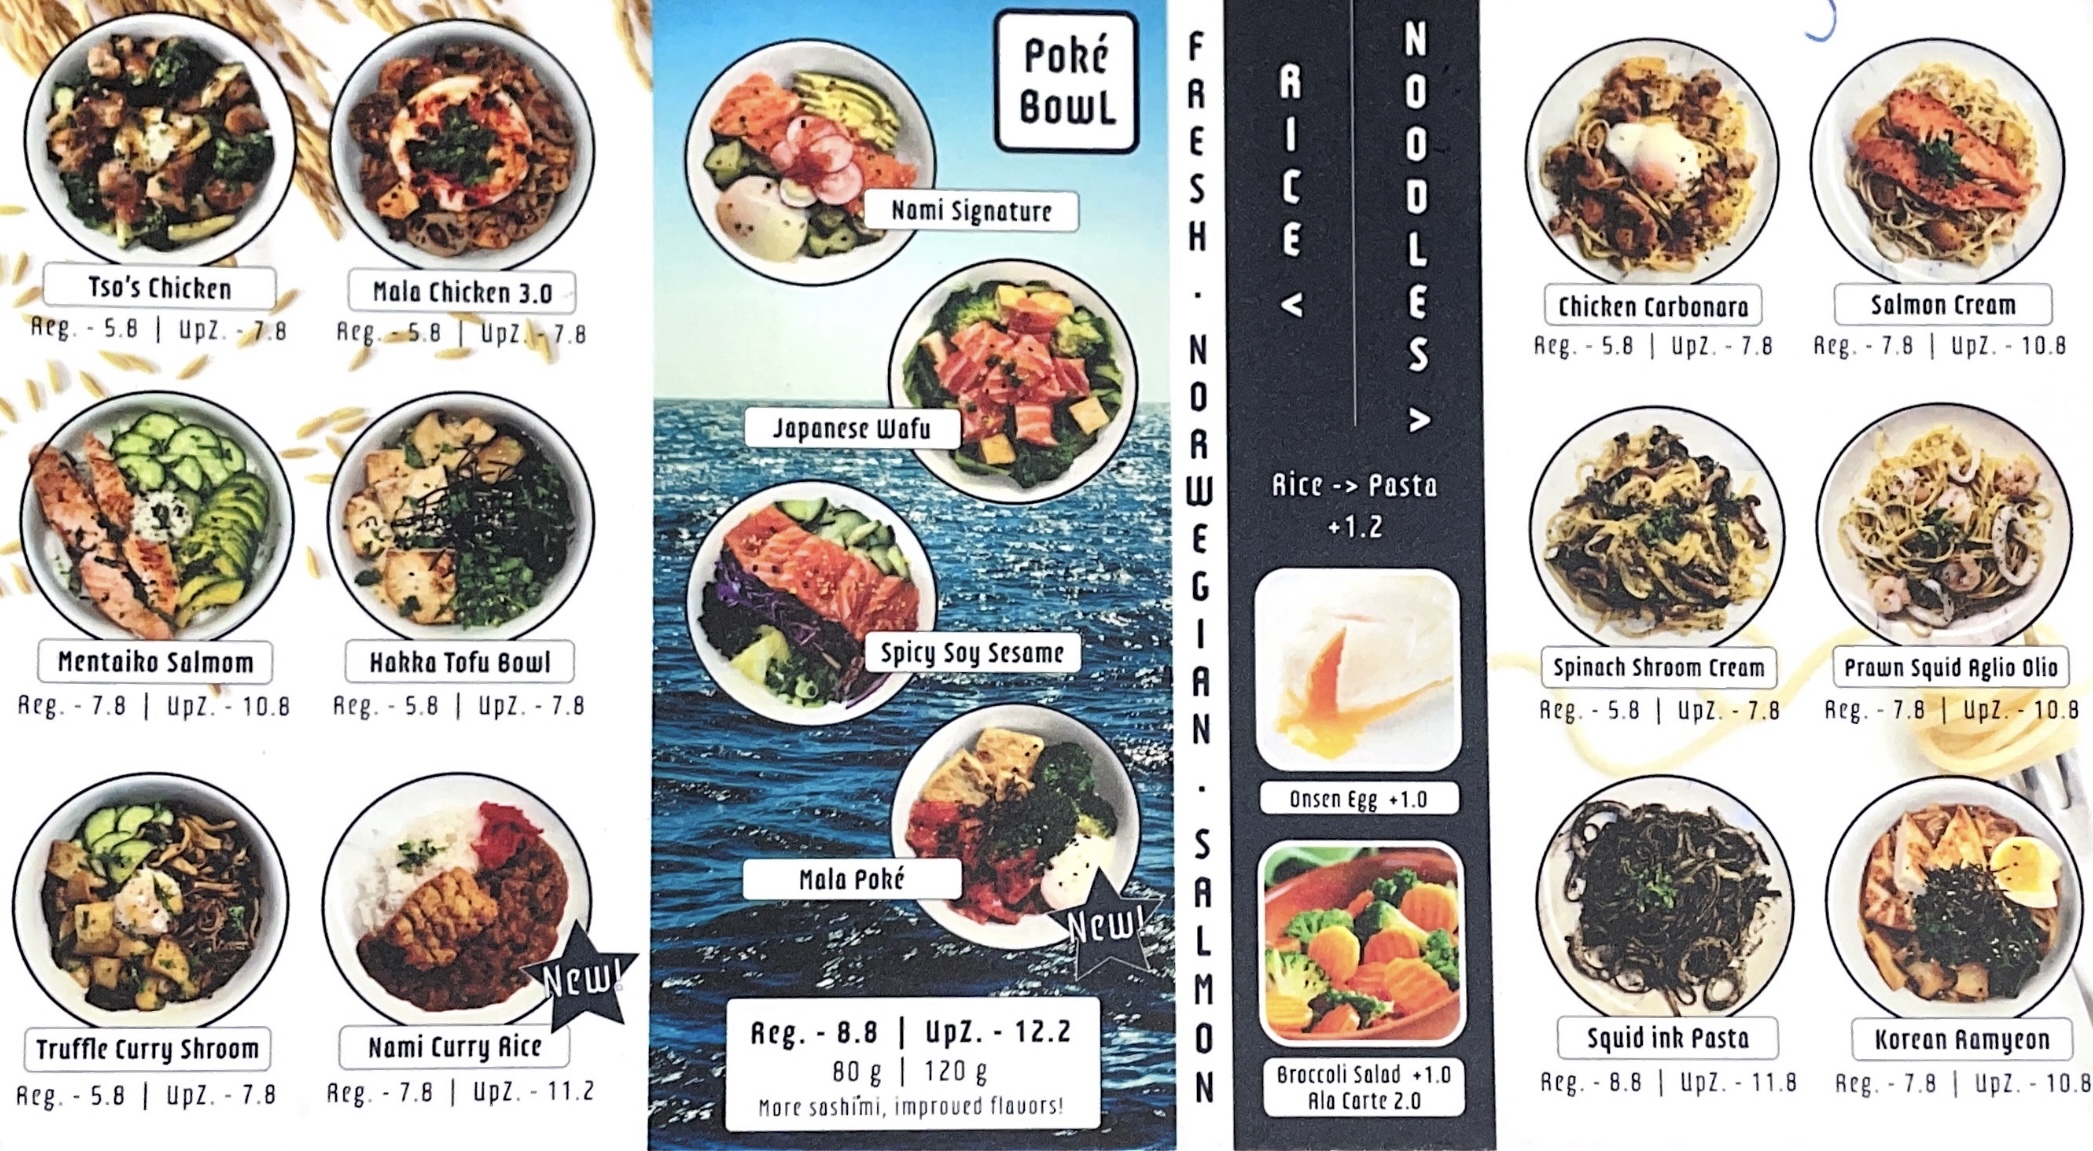 Tso's Chicken
Reg. - 5.8 | UpZ. - 7.8
Mala Chicken 3.0
Reg. - 5.8 | UpZ. - 7.8
Mentaiko Salmom
Reg. - 7.8 | UpZ. - 10.8
Hakka Tofu Bowl
Reg. - 5.8 | UpZ. - 7.8
Truffle Curry Shroom
Reg. - 5.8 | UpZ. - 7.8
Nami Curry Rice
New!
Reg. - 7.8 | UpZ. - 11.2
Poké
Bowl
Nami Signature
Japanese Wafu
Spicy Soy Sesame
Mala Poké
New!
Reg. - 8.8 | UpZ. - 12.2
80 g | 120 g
More sashimi, improved flavors!
FRESH · NORWEGIAN · SALMON
RICE <
NOODLES >
Rice -> Pasta
+1.2
Onsen Egg +1.0
Broccoli Salad +1.0
Ala Carte 2.0
Chicken Carbonara
Reg. - 5.8 | UpZ. - 7.8
Salmon Cream
Reg. - 7.8 | UpZ. - 10.8
Spinach Shroom Cream
Reg. - 5.8 | UpZ. - 7.8
Prawn Squid Aglio Olio
Reg. - 7.8 | UpZ. - 10.8
Squid ink Pasta
Reg. - 8.8 | UpZ. - 11.8
Korean Ramyeon
Reg. - 7.8 | UpZ. - 10.8